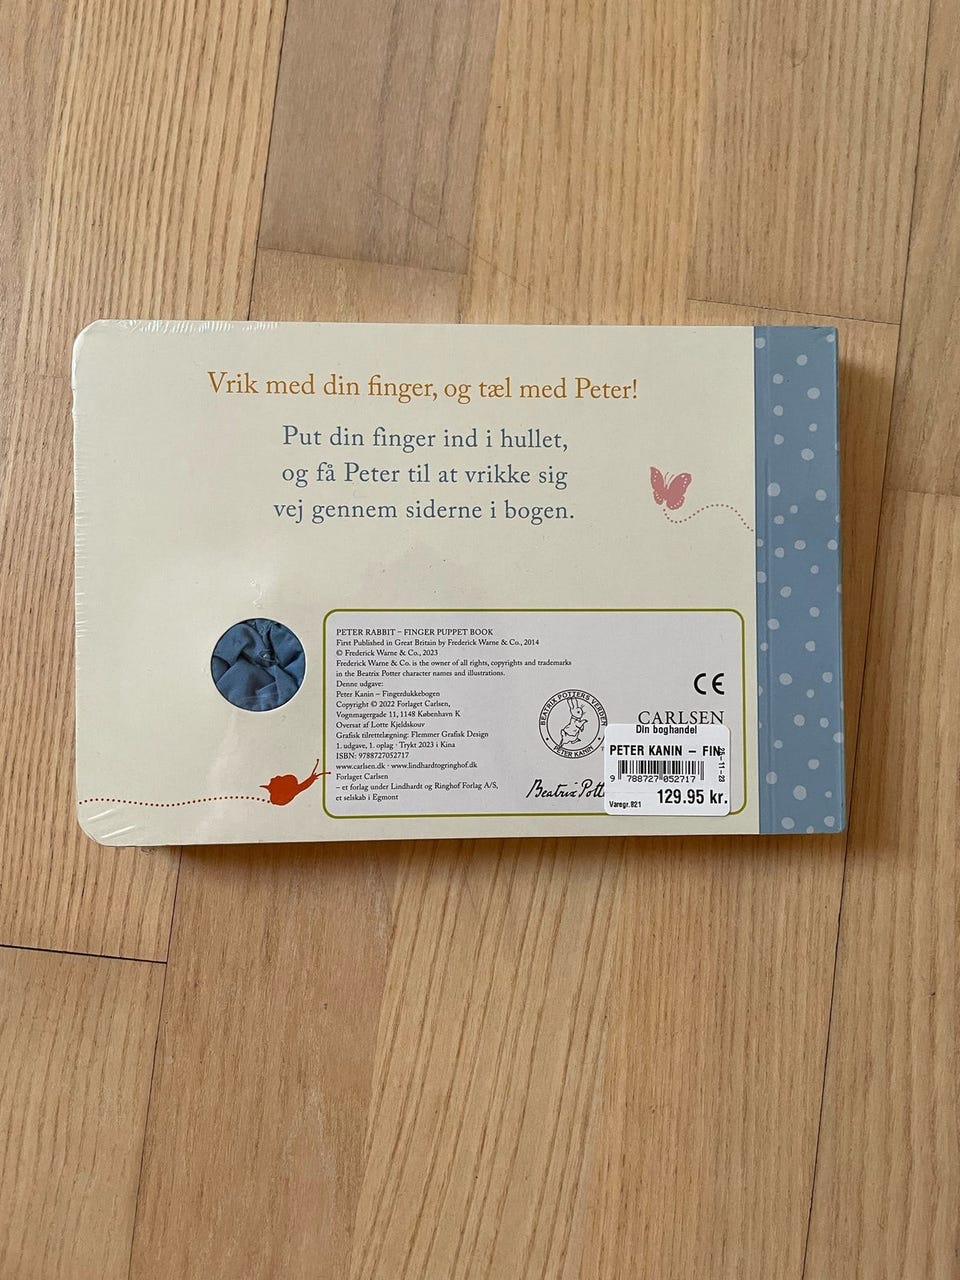 Vrik med din finger, og tæl med Peter!
Put din finger ind i hullet,
og få Peter til at vrikke sig
vej gennem siderne i bogen.
PETER RABBIT – FINGER PUPPET BOOK
First Published in Great Britain by Frederick Warne & Co., 2014
© Frederick Warne & Co., 2023
Frederick Warne & Co. is the owner of all rights, copyrights and trademarks
in the Beatrix Potter character names and illustrations.
Denne udgave:
Peter Kanin – Fingerdukkebogen
Copyright © 2022 Forlaget Carlsen,
Vognmagergade 11, 1148 København K
Oversat af Lotte Kjeldskouv
Grafisk tilrettelægning: Flemmer Grafisk Design
1. udgave, 1. oplag · Trykt 2023 i Kina
ISBN: 9788727052717
www.carlsen.dk · www.lindhardtogringhof.dk
Forlaget Carlsen
– et forlag under Lindhardt og Ringhof Forlag A/S,
et selskab i Egmont
BEATRIX POTTERS VERDEN
PETER KANIN
Beatrix Potte
CE
CARLSEN
Din boghandel
PETER KANIN – FIN
9 788727 052717
129.95 kr.
Varegr.821